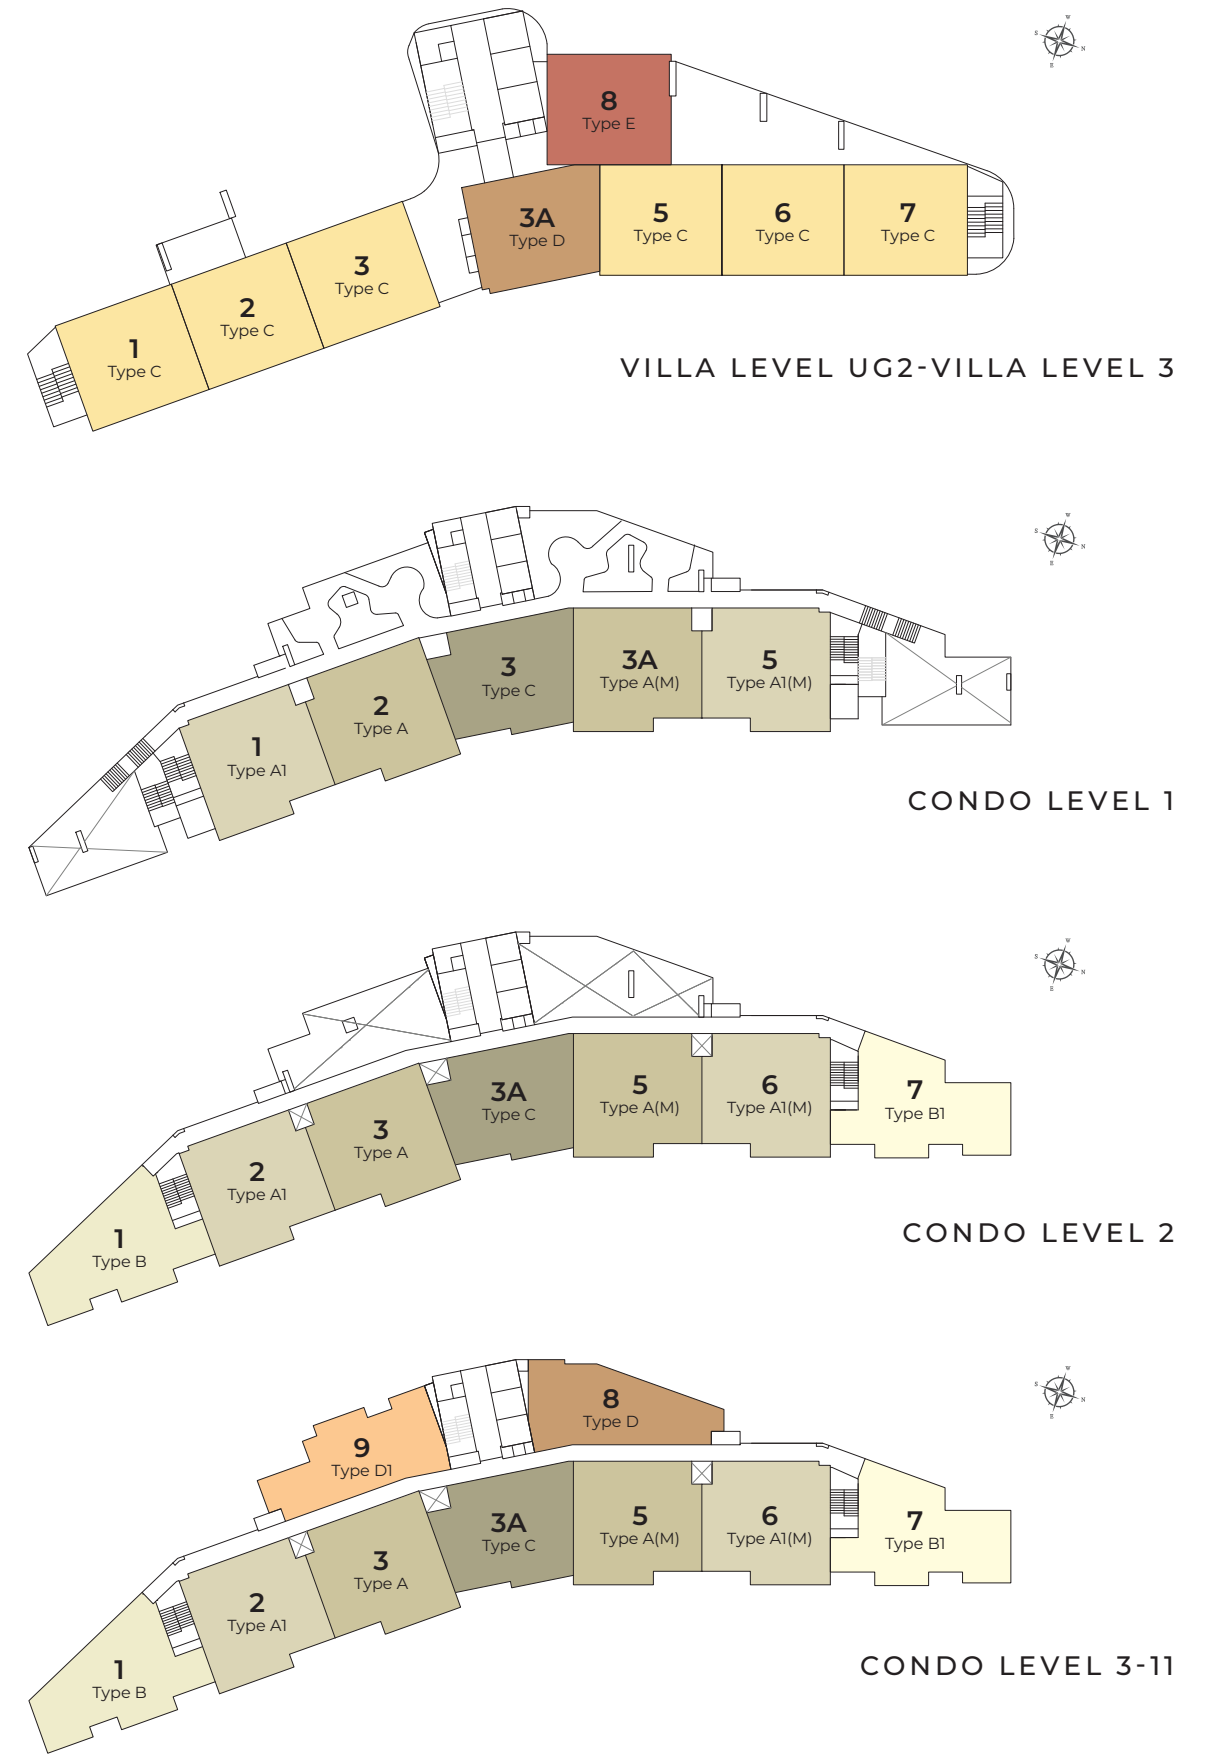 W
S
N
E
8
Type E
3A
Type D
5
Type C
6
Type C
7
Type C
3
Type C
2
Type C
1
Type C
VILLA LEVEL UG2-VILLA LEVEL 3
W
S
N
E
1
Type A1
2
Type A
3
Type C
3A
Type A(M)
5
Type A1(M)
CONDO LEVEL 1
W
S
N
E
1
Type B
2
Type A1
3
Type A
3A
Type C
5
Type A(M)
6
Type A1(M)
7
Type B1
CONDO LEVEL 2
W
S
N
E
8
Type D
9
Type D1
1
Type B
2
Type A1
3
Type A
3A
Type C
5
Type A(M)
6
Type A1(M)
7
Type B1
CONDO LEVEL 3-11